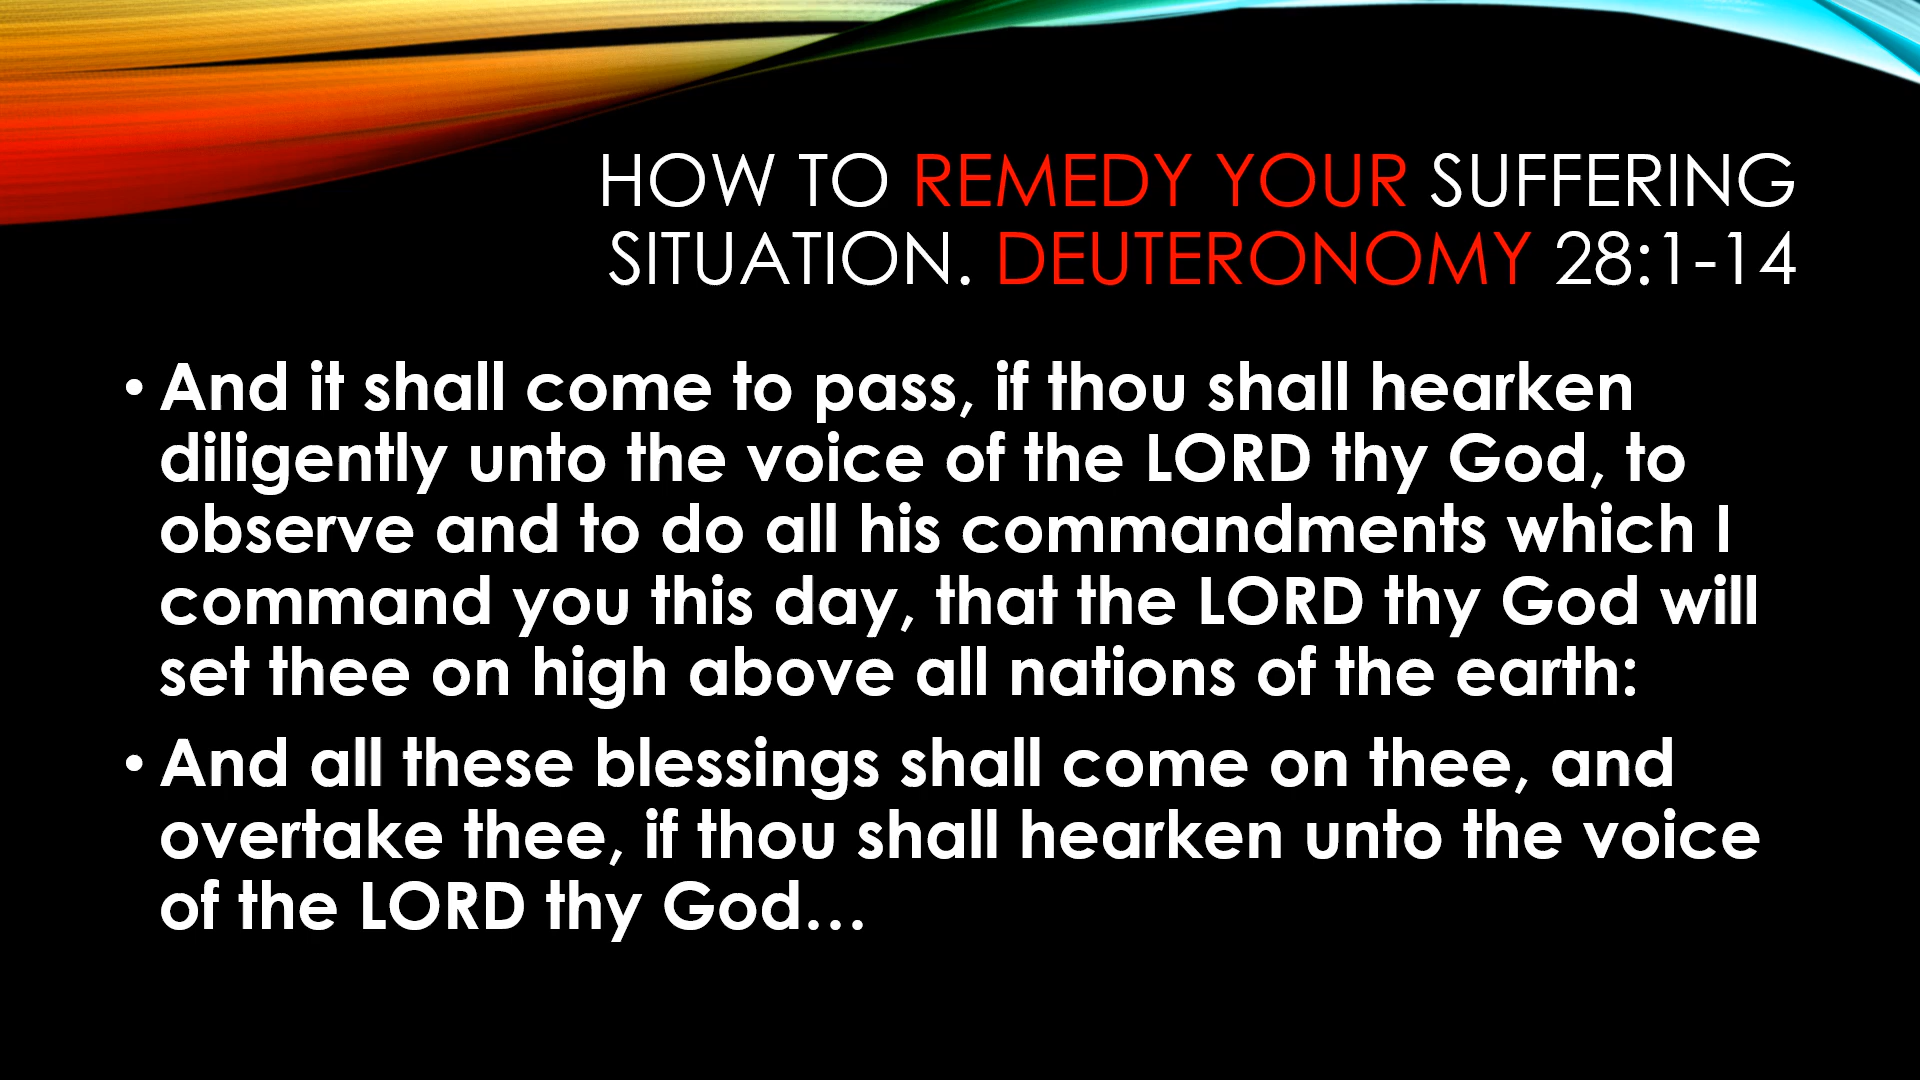 HOW TO REMEDY YOUR SUFFERING
SITUATION. DEUTERONOMY 28:1-14
• And it shall come to pass, if thou shall hearken
diligently unto the voice of the LORD thy God, to
observe and to do all his commandments which I
command you this day, that the LORD thy God will
set thee on high above all nations of the earth:
• And all these blessings shall come on thee, and
overtake thee, if thou shall hearken unto the voice
of the LORD thy God…